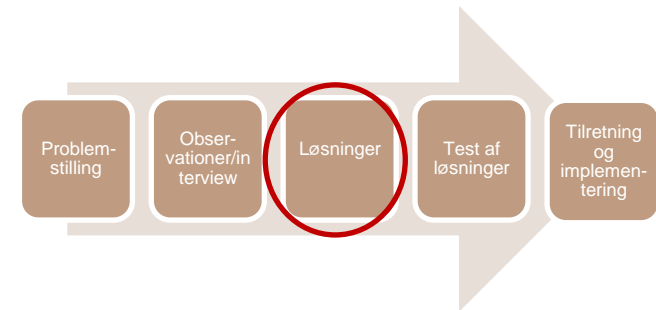 Problem-
stilling
Obser-
vationer/in
terview
Løsninger
Test af
løsninger
Tilretning
og
implemen-
tering